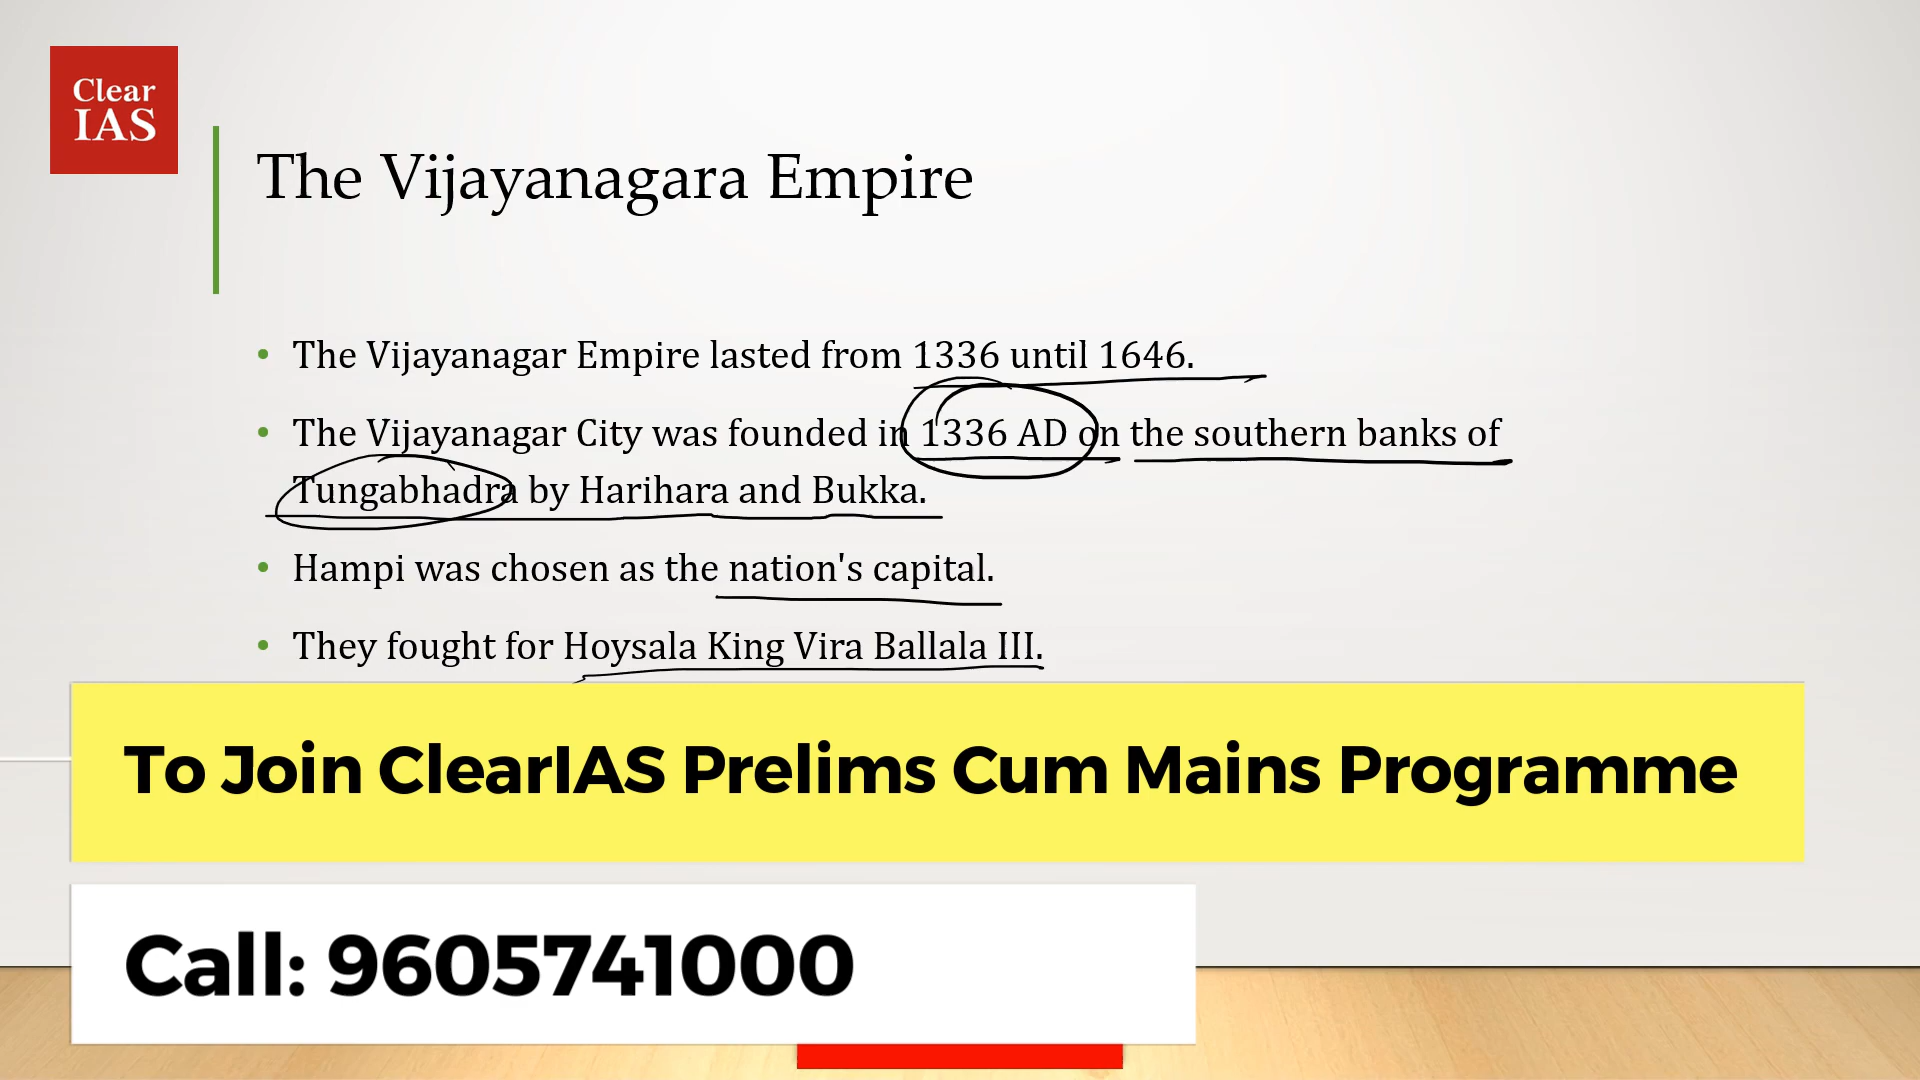 Clear
IAS
The Vijayanagara Empire
• The Vijayanagar Empire lasted from 1336 until 1646.
• The Vijayanagar City was founded in 1336 AD on the southern banks of
Tungabhadra by Harihara and Bukka.
• Hampi was chosen as the nation's capital.
• They fought for Hoysala King Vira Ballala III.
To Join ClearIAS Prelims Cum Mains Programme
Call: 9605741000